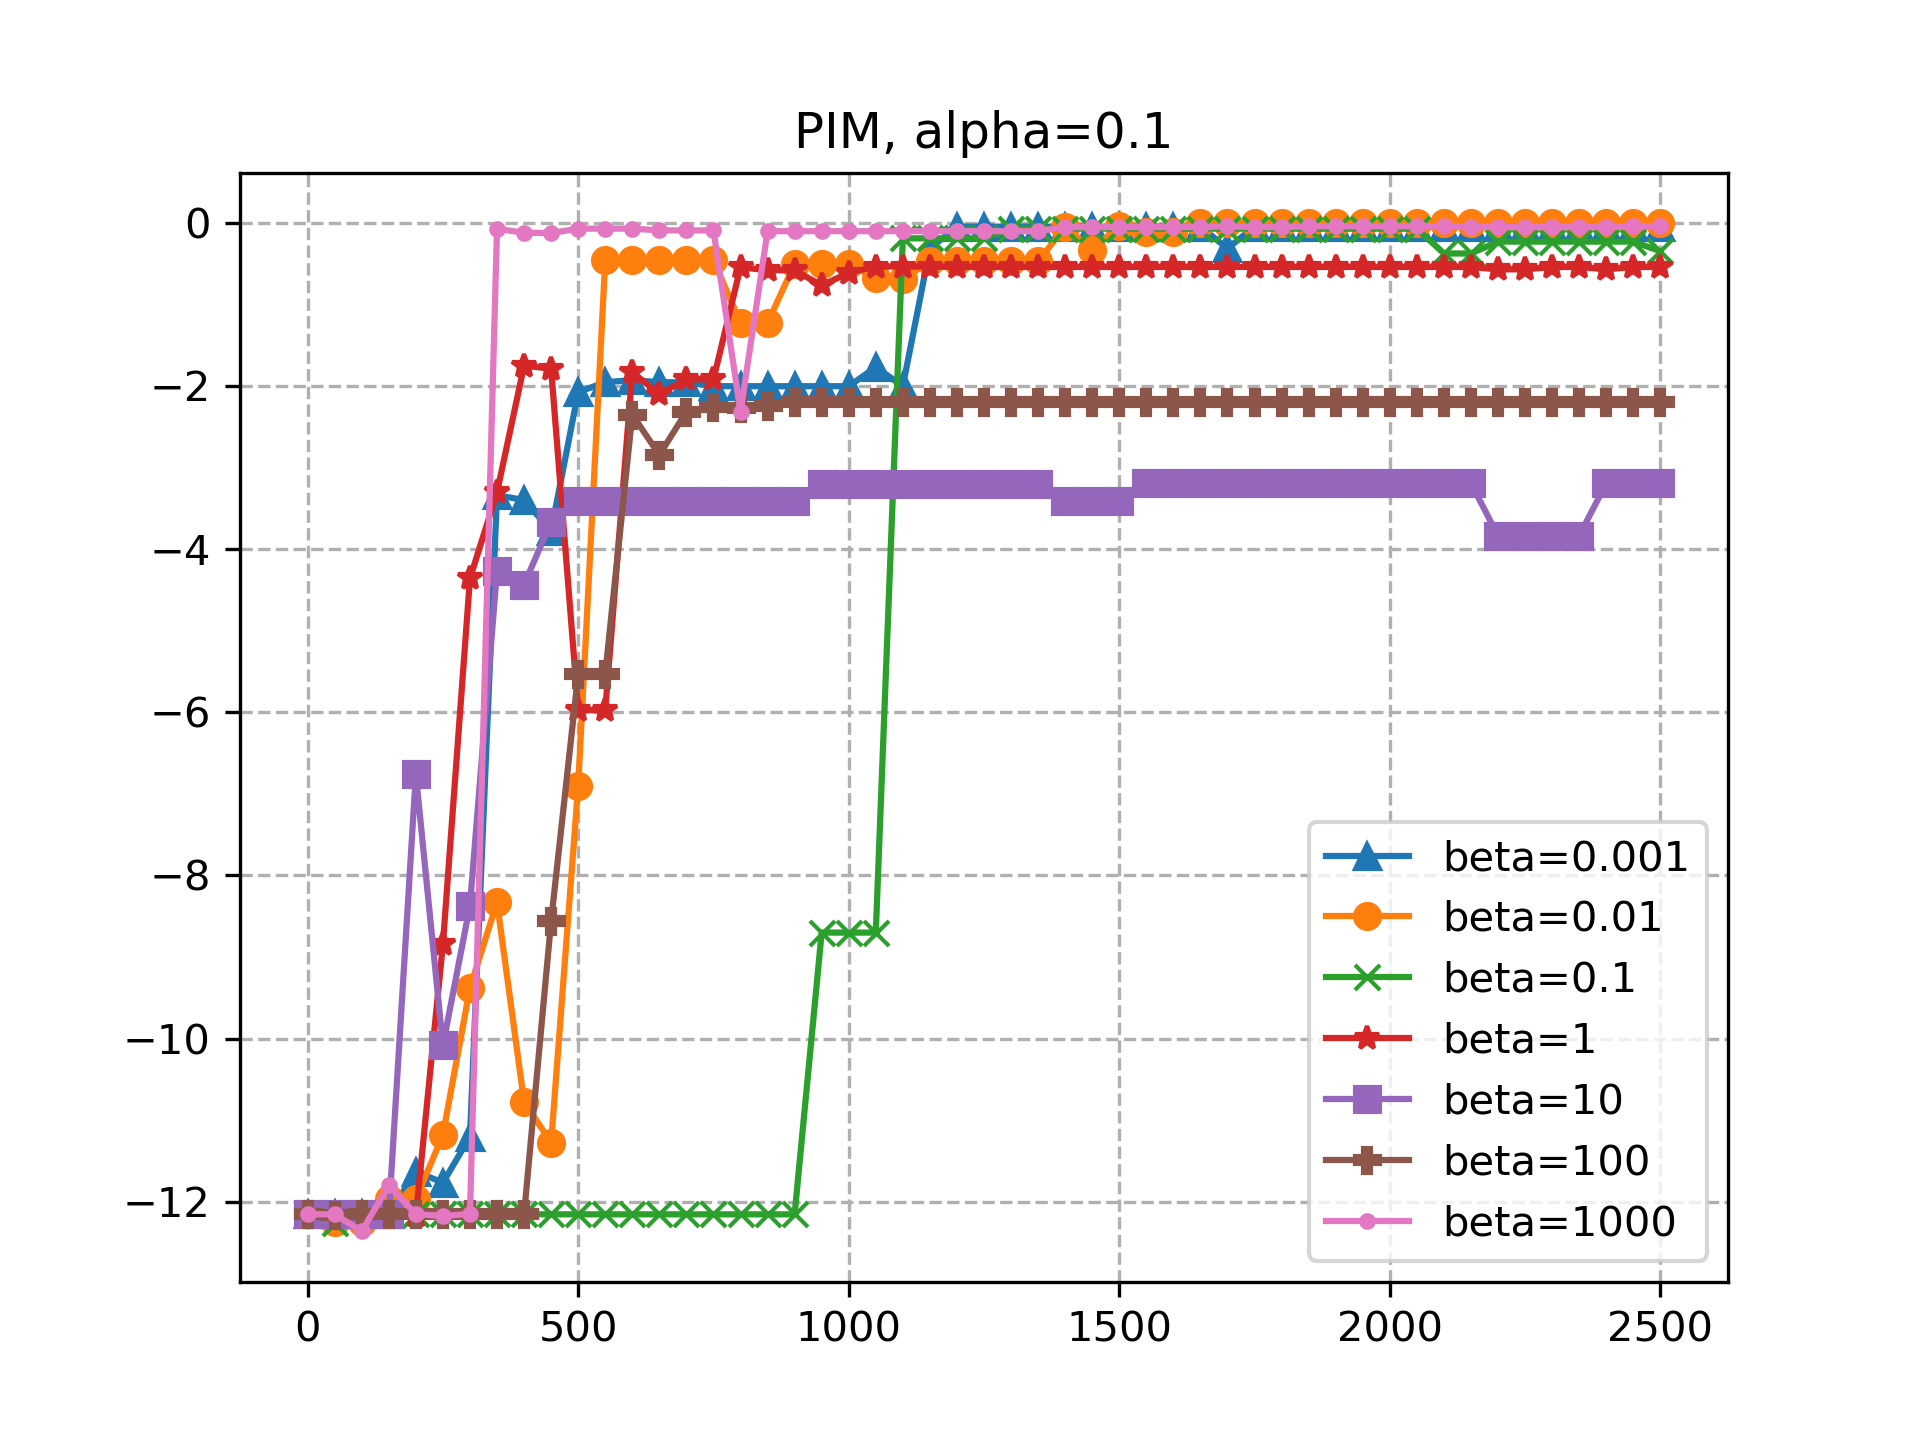 PIM, alpha=0.1
0
−2
−4
−6
−8
−10
−12
0 500 1000 1500 2000 2500
beta=0.001
beta=0.01
beta=0.1
beta=1
beta=10
beta=100
beta=1000